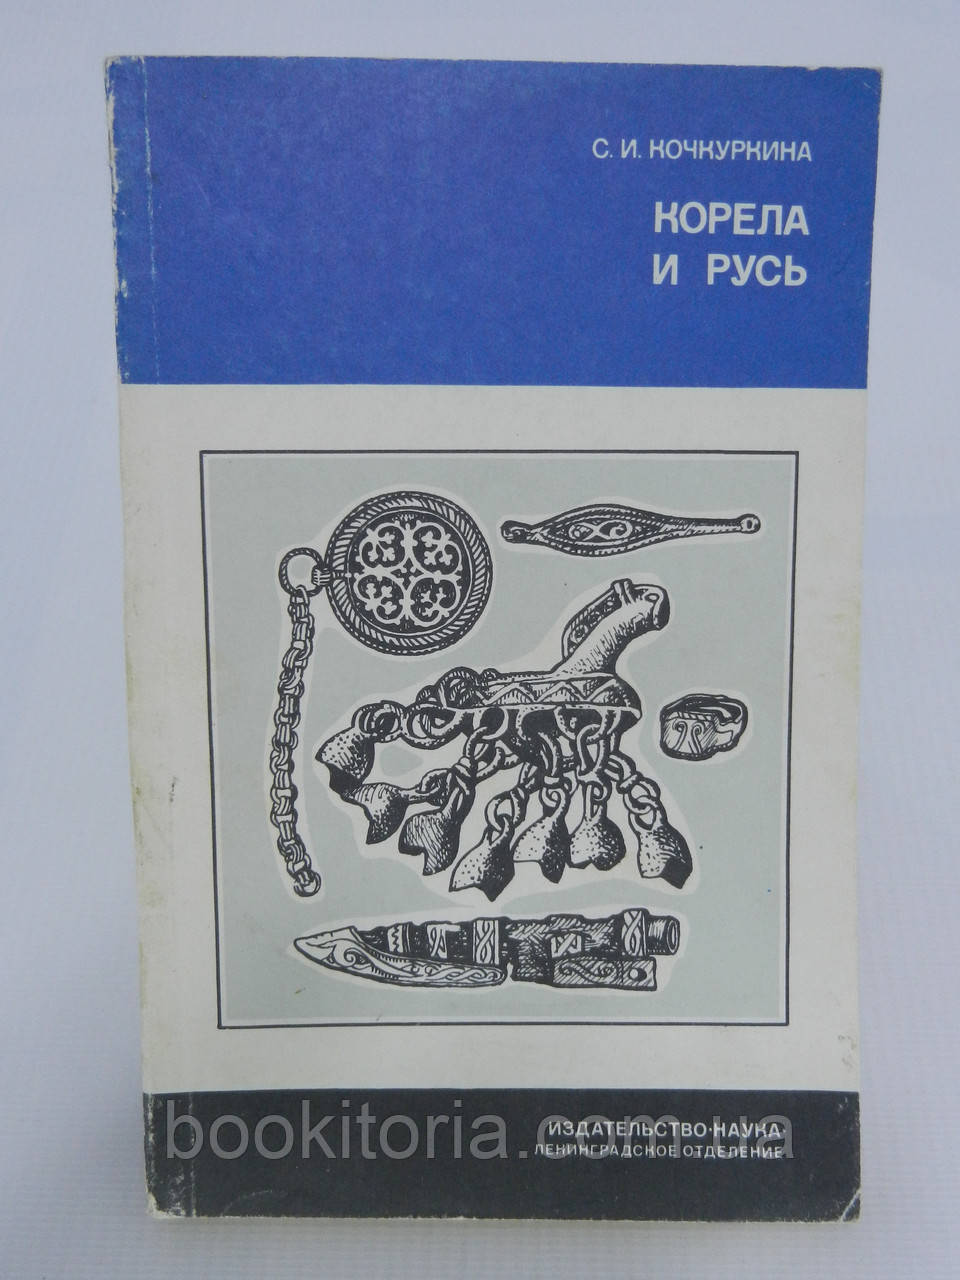 С. И. КОЧКУРКИНА
КОРЕЛА
И РУСЬ
ИЗДАТЕЛЬСТВО·НАУКА·
ЛЕНИНГРАДСКОЕ ОТДЕЛЕНИЕ
bookitoria.com.ua